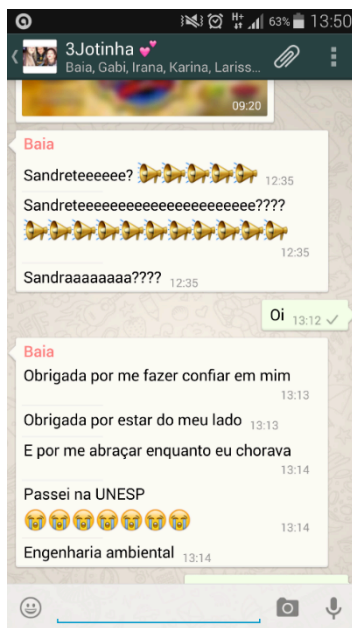 H+ 63% 13:50
3Jotinha 💕
Baia, Gabi, Irana, Karina, Lariss...
09:20
Baia
Sandreteeeeee? 📢📢📢📢📢 12:35
Sandreteeeeeeeeeeeeeeeeeeeeee????
📢📢📢📢📢📢📢📢📢📢📢
12:35
Sandraaaaaaaa???? 12:35
Oi 13:12
Baia
Obrigada por me fazer confiar em mim
13:13
Obrigada por estar do meu lado 13:13
E por me abraçar enquanto eu chorava
13:14
Passei na UNESP
😭😭😭😭😭😭😭 13:14
Engenharia ambiental 13:14